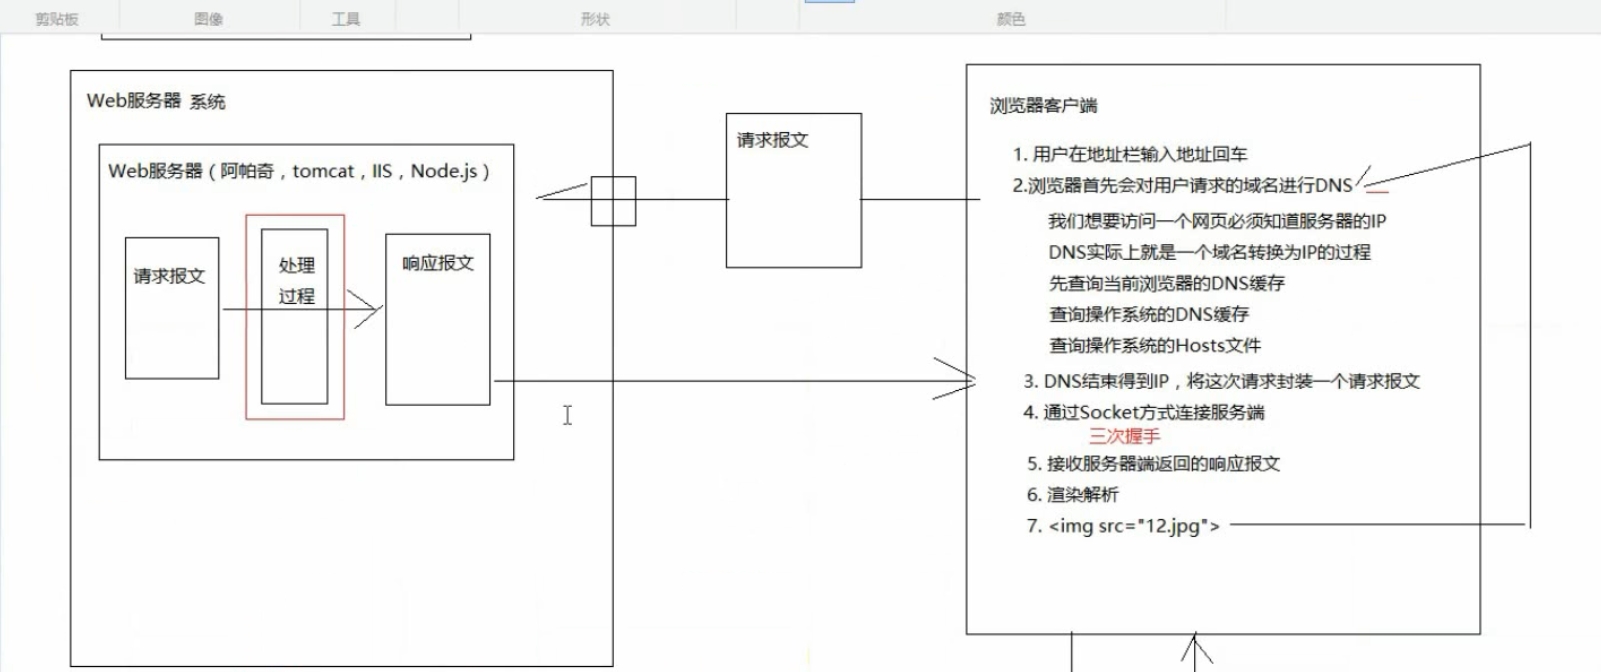 剪贴板
图像
工具
形状
颜色
Web服务器 系统
Web服务器（阿帕奇，tomcat，IIS，Node.js）
请求报文
处理
过程
响应报文
请求报文
浏览器客户端
1. 用户在地址栏输入地址回车
2.浏览器首先会对用户请求的域名进行DNS
我们想要访问一个网页必须知道服务器的IP
DNS实际上就是一个域名转换为IP的过程
先查询当前浏览器的DNS缓存
查询操作系统的DNS缓存
查询操作系统的Hosts文件
3. DNS结束得到IP，将这次请求封装一个请求报文
4. 通过Socket方式连接服务端
三次握手
5. 接收服务器端返回的响应报文
6. 渲染解析
7. <img src="12.jpg">